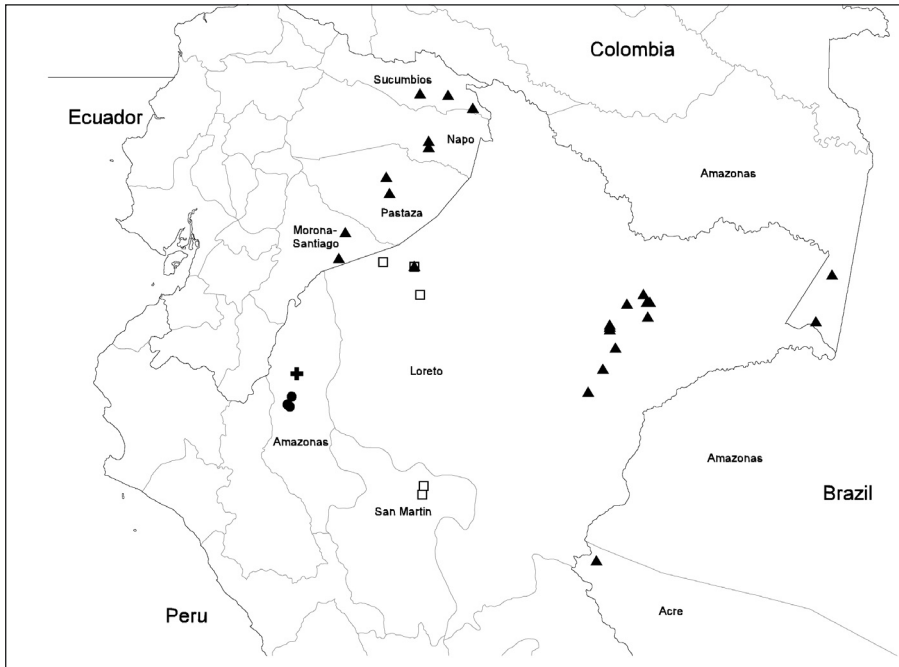 Colombia
Sucumbios
Ecuador
Napo
Amazonas
Pastaza
Morona-
Santiago
Loreto
Amazonas
Amazonas
Brazil
San Martin
Peru
Acre